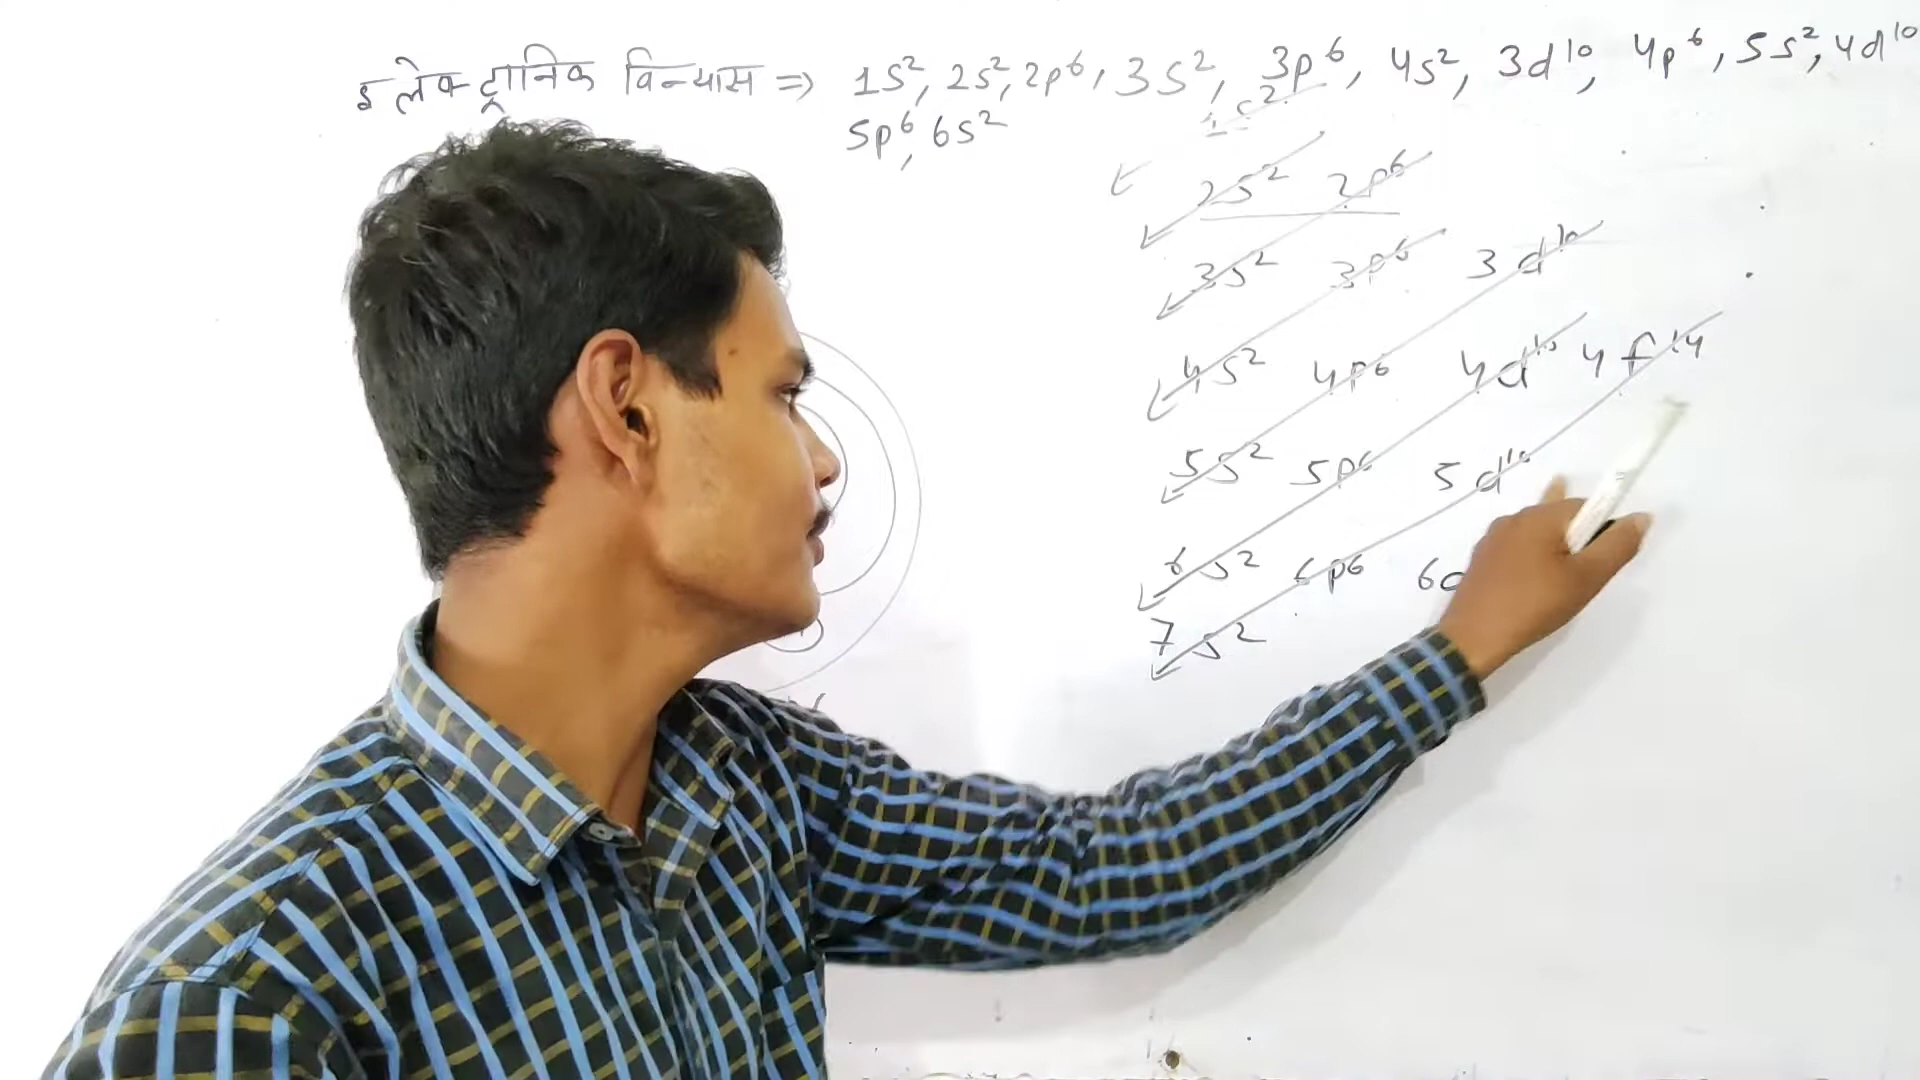 इलेक्ट्रानिक विन्यास => 1s², 2s², 2p⁶, 3s², 3p⁶, 4s², 3d¹⁰, 4p⁶, 5s², 4d¹⁰
5p⁶, 6s²
1s²
2s² 2p⁶
3s² 3p⁶ 3d¹⁰
4s² 4p⁶ 4d¹⁰ 4f¹⁴
5s² 5p⁶ 5d¹⁰
6s² 6p⁶ 6d
7s²